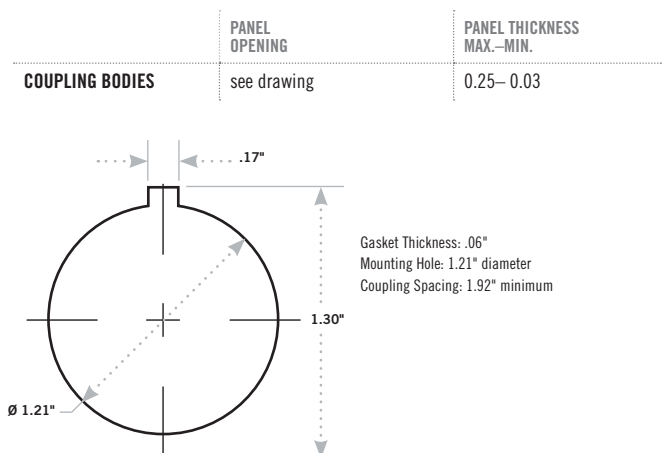 PANEL OPENING
PANEL THICKNESS MAX.–MIN.
COUPLING BODIES see drawing 0.25– 0.03
.17"
Gasket Thickness: .06"
Mounting Hole: 1.21" diameter
Coupling Spacing: 1.92" minimum
1.30"
Ø 1.21"